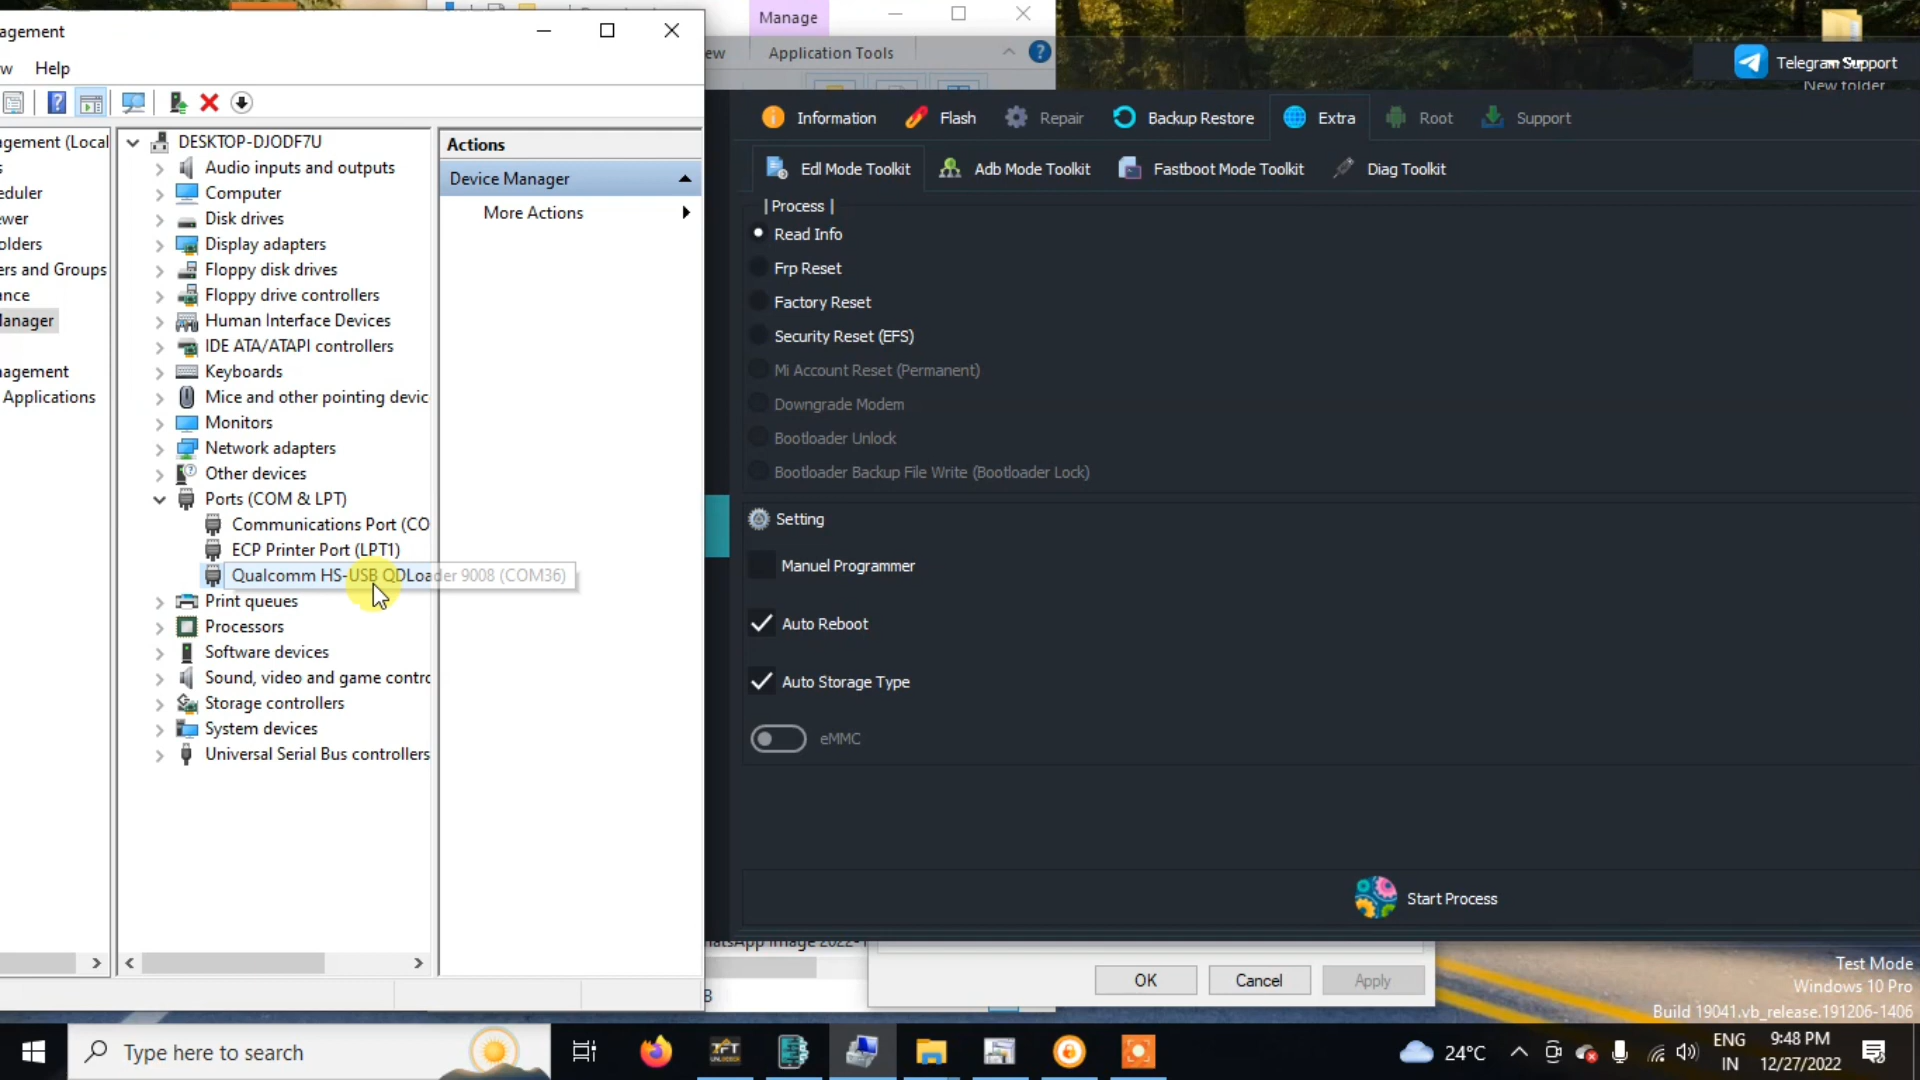 agement
w Help
agement (Local
s
eduler
ewer
olders
ers and Groups
ance
Manager
agement
Applications
DESKTOP-DJODF7U
Audio inputs and outputs
Computer
Disk drives
Display adapters
Floppy disk drives
Floppy drive controllers
Human Interface Devices
IDE ATA/ATAPI controllers
Keyboards
Mice and other pointing devic
Monitors
Network adapters
Other devices
Ports (COM & LPT)
Communications Port (CO
ECP Printer Port (LPT1)
Qualcomm HS-USB QDLoader 9008 (COM36)
Print queues
Processors
Software devices
Sound, video and game contro
Storage controllers
System devices
Universal Serial Bus controllers
Actions
Device Manager
More Actions
Manage
ew Application Tools
Telegram Support
New folder
Information Flash Repair Backup Restore Extra Root Support
Edl Mode Toolkit Adb Mode Toolkit Fastboot Mode Toolkit Diag Toolkit
| Process |
Read Info
Frp Reset
Factory Reset
Security Reset (EFS)
Mi Account Reset (Permanent)
Downgrade Modem
Bootloader Unlock
Bootloader Backup File Write (Bootloader Lock)
Setting
Manuel Programmer
Auto Reboot
Auto Storage Type
eMMC
Start Process
hatsApp Image 2022-1
B
OK Cancel Apply
Test Mode
Windows 10 Pro
Build 19041.vb_release.191206-1406
Type here to search
ZFT
24°C
ENG
IN
9:48 PM
12/27/2022